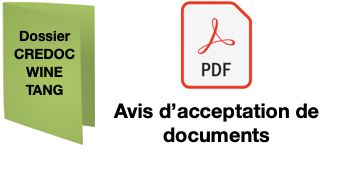 Dossier
CREDOC
WINE
TANG
PDF
Avis d’acceptation de
documents